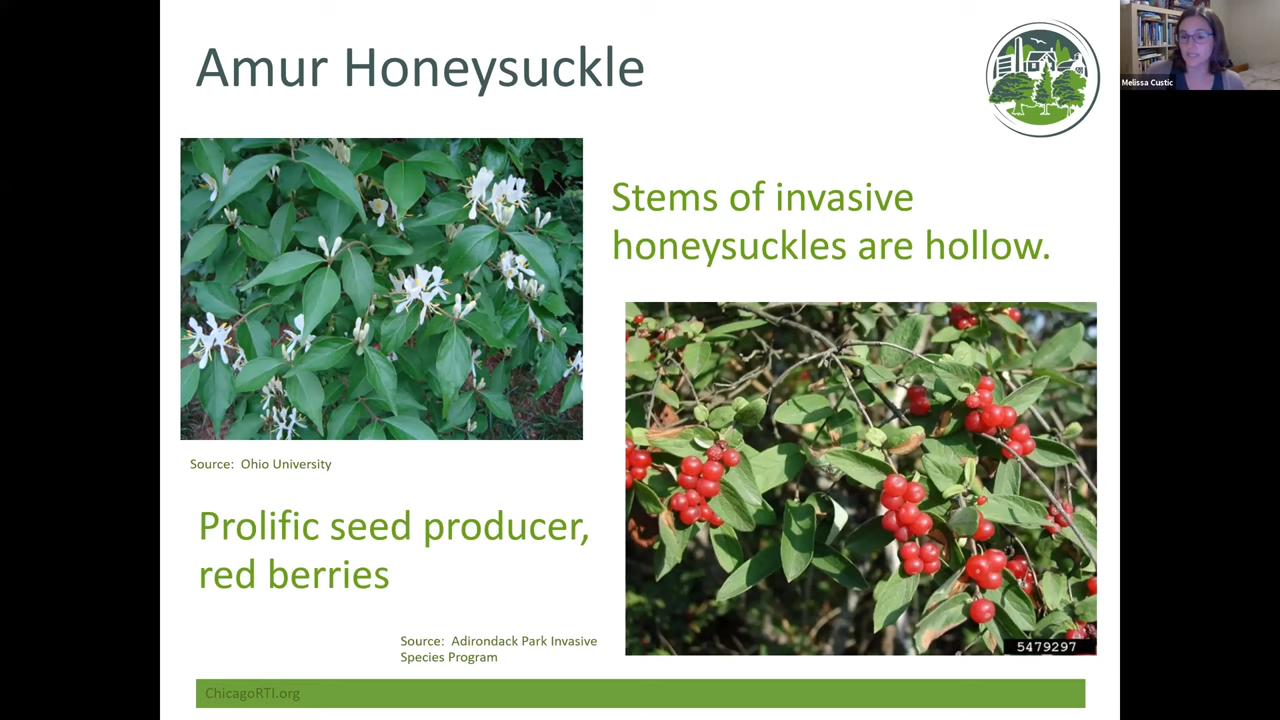 Amur Honeysuckle
Melissa Custic
Stems of invasive
honeysuckles are hollow.
Source: Ohio University
Prolific seed producer,
red berries
5479297
Source: Adirondack Park Invasive
Species Program
ChicagoRTI.org